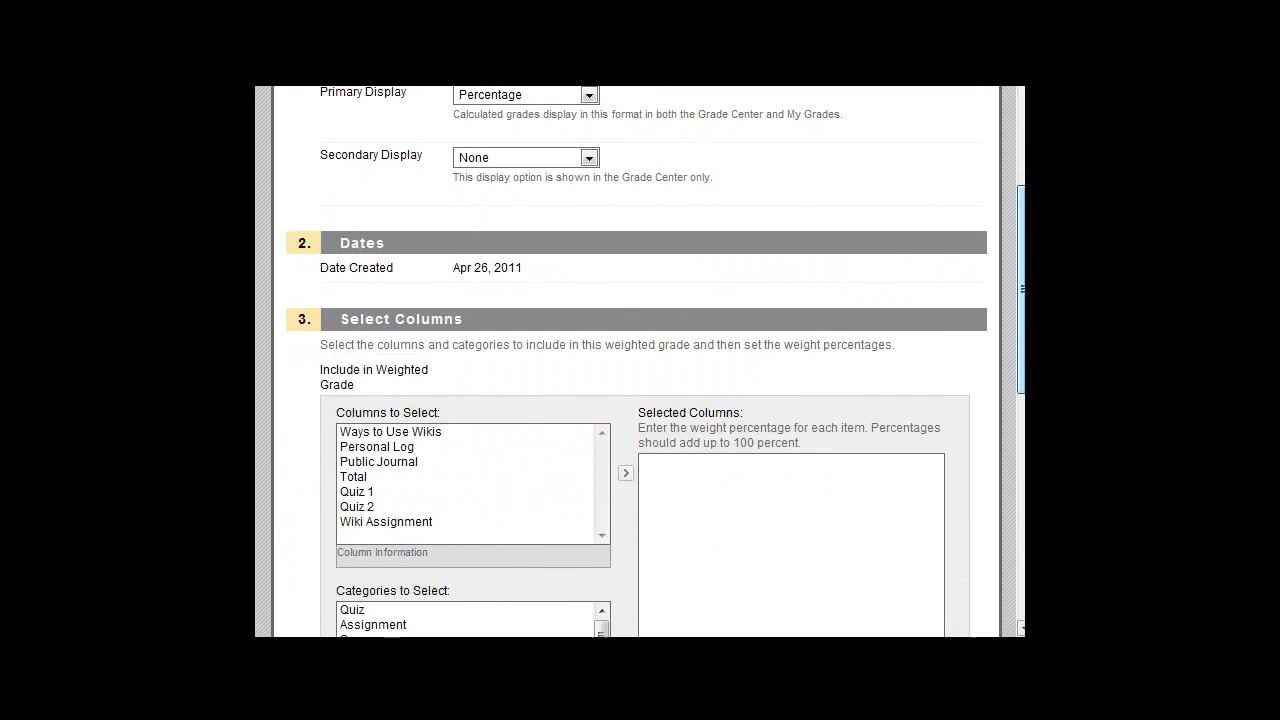 Primary Display
Percentage
Calculated grades display in this format in both the Grade Center and My Grades.
Secondary Display
None
This display option is shown in the Grade Center only.
2. Dates
Date Created
Apr 26, 2011
3. Select Columns
Select the columns and categories to include in this weighted grade and then set the weight percentages.
Include in Weighted
Grade
Columns to Select:
Ways to Use Wikis
Personal Log
Public Journal
Total
Quiz 1
Quiz 2
Wiki Assignment
Column Information
Selected Columns:
Enter the weight percentage for each item. Percentages
should add up to 100 percent.
Categories to Select:
Quiz
Assignment